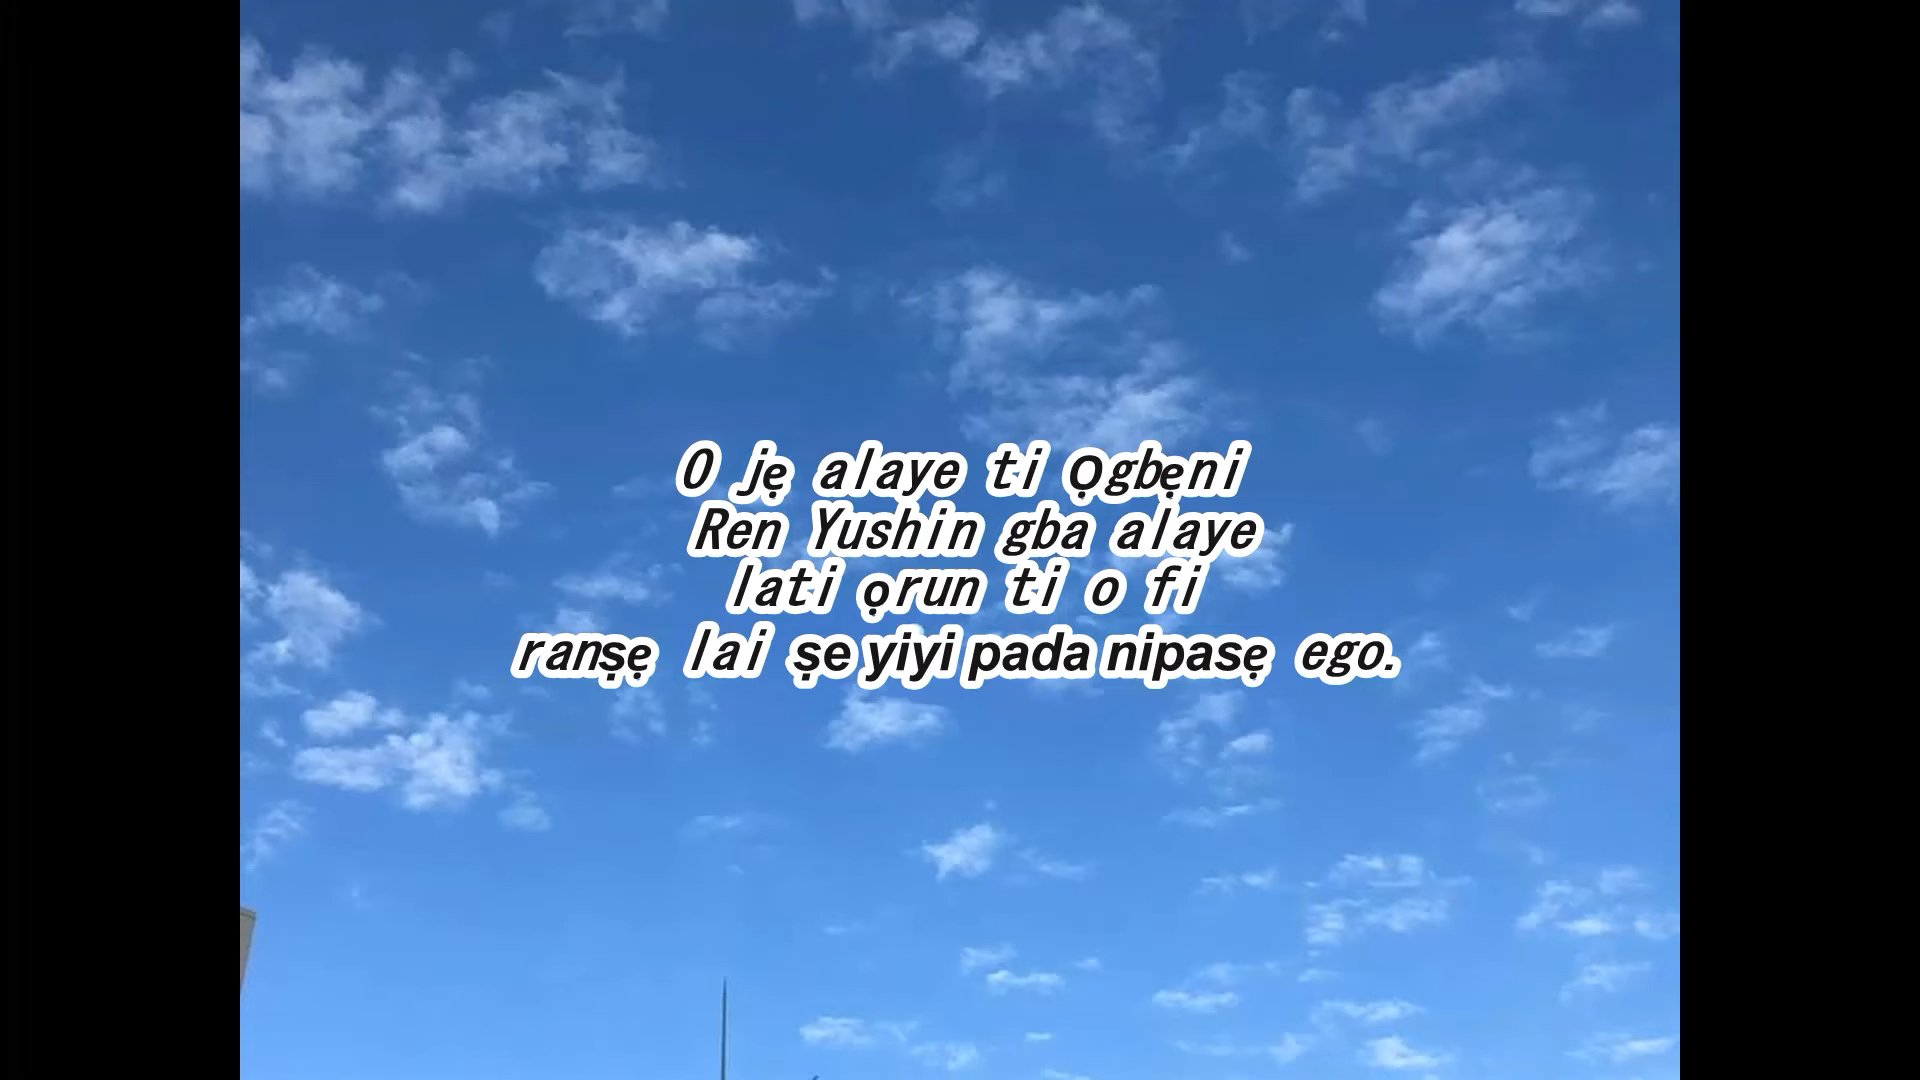 O jẹ alaye ti Ọgbẹni
Ren Yushin gba alaye
lati ọrun ti o fi
ranṣẹ lai ṣe yiyi pada nipasẹ ego.